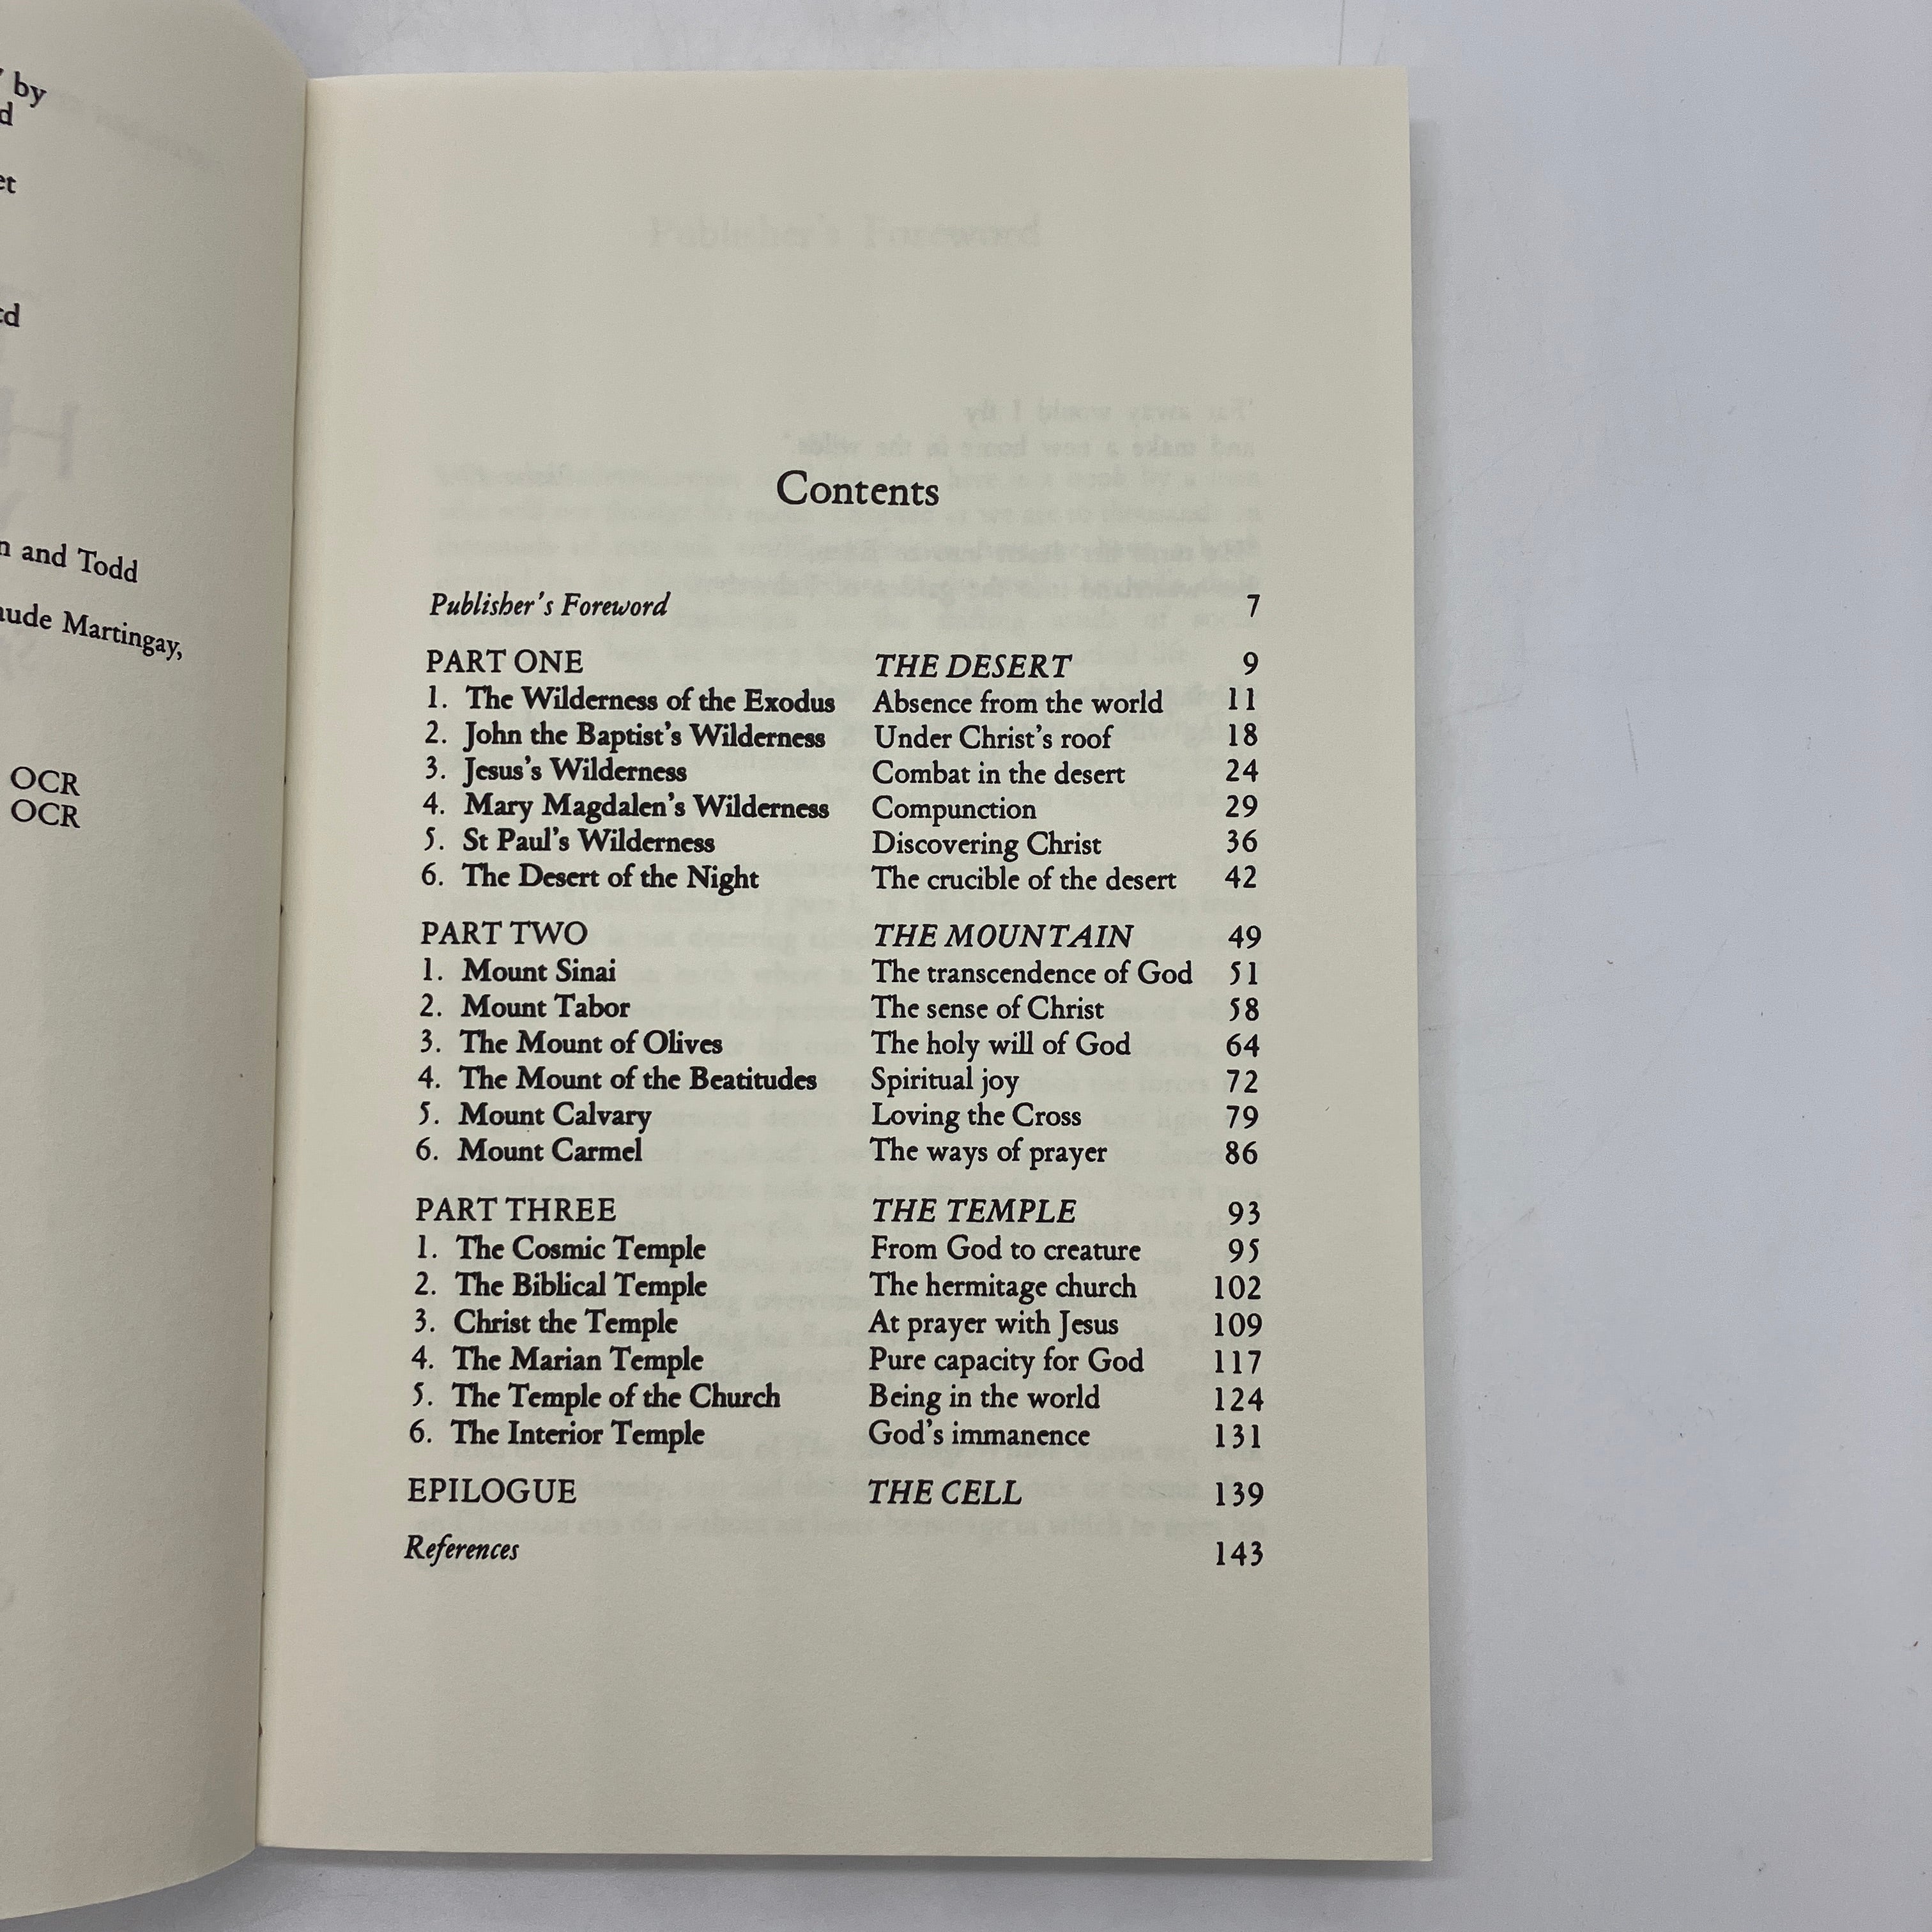 by
d
et
n and Todd
aude Martingay,
OCR
OCR
Contents
Publisher's Foreword 7
PART ONE THE DESERT 9
1. The Wilderness of the Exodus Absence from the world 11
2. John the Baptist's Wilderness Under Christ's roof 18
3. Jesus's Wilderness Combat in the desert 24
4. Mary Magdalen's Wilderness Compunction 29
5. St Paul's Wilderness Discovering Christ 36
6. The Desert of the Night The crucible of the desert 42
PART TWO THE MOUNTAIN 49
1. Mount Sinai The transcendence of God 51
2. Mount Tabor The sense of Christ 58
3. The Mount of Olives The holy will of God 64
4. The Mount of the Beatitudes Spiritual joy 72
5. Mount Calvary Loving the Cross 79
6. Mount Carmel The ways of prayer 86
PART THREE THE TEMPLE 93
1. The Cosmic Temple From God to creature 95
2. The Biblical Temple The hermitage church 102
3. Christ the Temple At prayer with Jesus 109
4. The Marian Temple Pure capacity for God 117
5. The Temple of the Church Being in the world 124
6. The Interior Temple God's immanence 131
EPILOGUE THE CELL 139
References 143